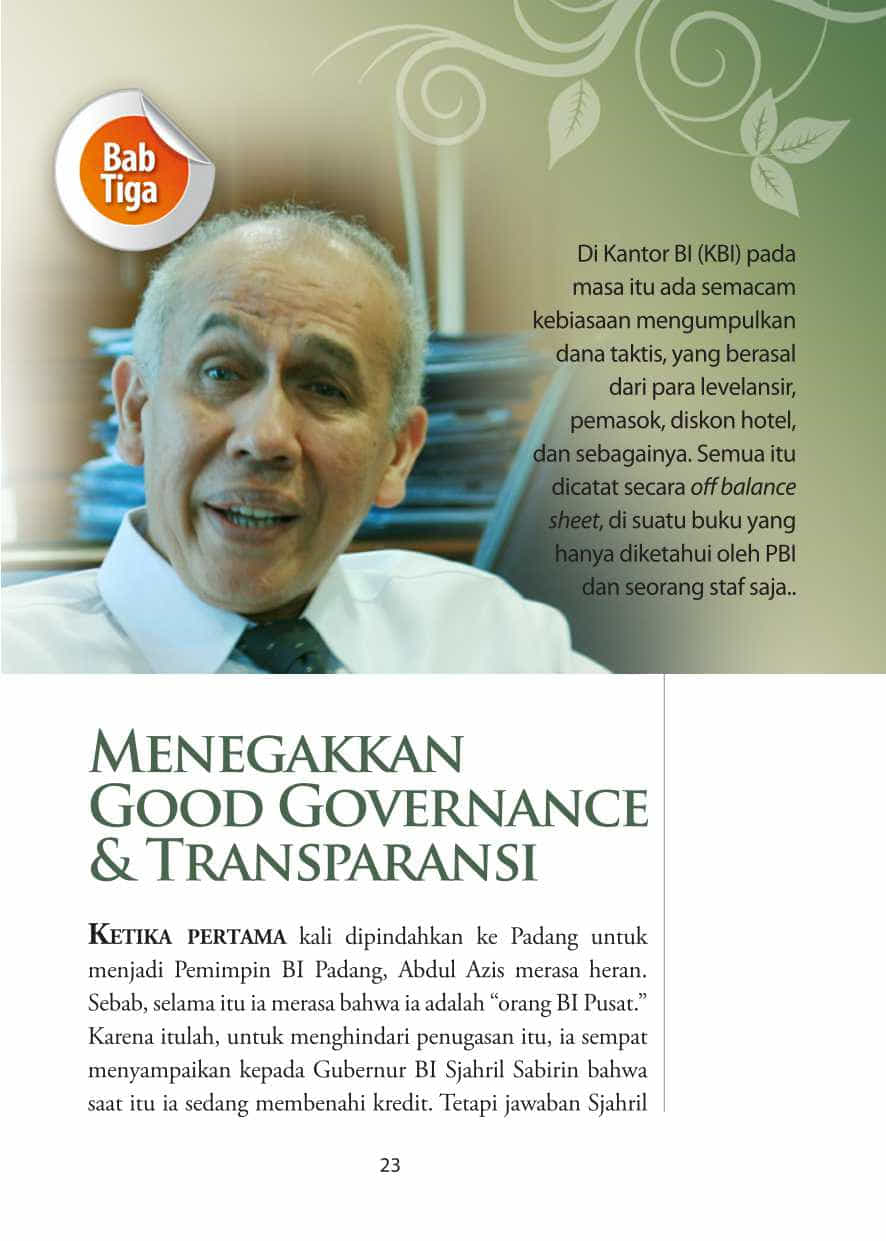 Bab
Tiga
Di Kantor BI (KBI) pada
masa itu ada semacam
kebiasaan mengumpulkan
dana taktis, yang berasal
dari para levelansir,
pemasok, diskon hotel,
dan sebagainya. Semua itu
dicatat secara off balance
sheet, di suatu buku yang
hanya diketahui oleh PBI
dan seorang staf saja..
MENEGAKKAN
GOOD GOVERNANCE
& TRANSPARANSI
KETIKA PERTAMA kali dipindahkan ke Padang untuk
menjadi Pemimpin BI Padang, Abdul Azis merasa heran.
Sebab, selama itu ia merasa bahwa ia adalah “orang BI Pusat.”
Karena itulah, untuk menghindari penugasan itu, ia sempat
menyampaikan kepada Gubernur BI Sjahril Sabirin bahwa
saat itu ia sedang membenahi kredit. Tetapi jawaban Sjahril
23